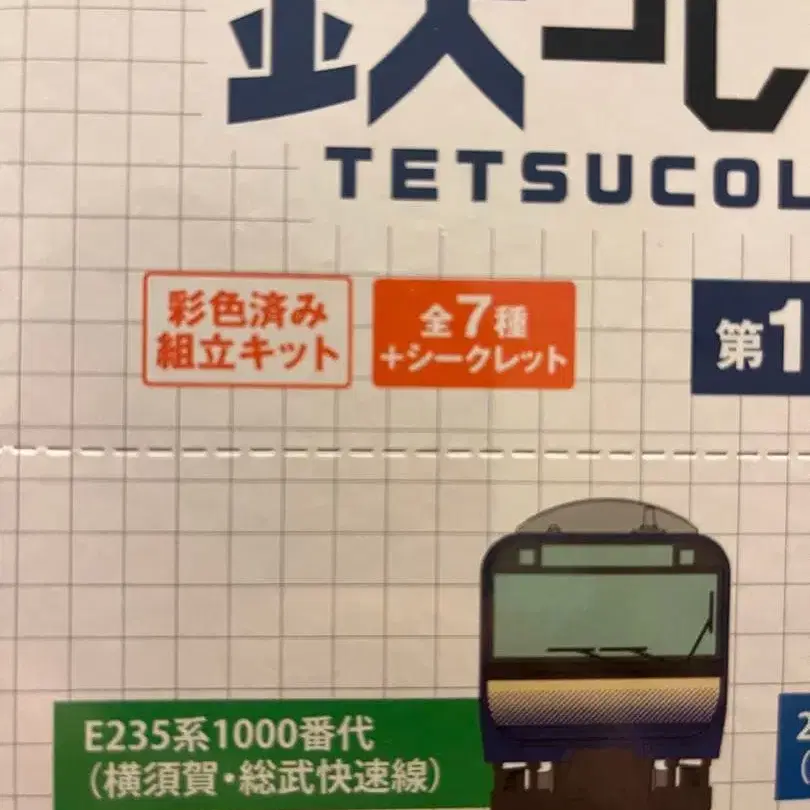 鉄
TETSUCOL
彩色済み
組立キット
全7種
+シークレット
第1
E235系1000番代
(横須賀・総武快速線)
2
(